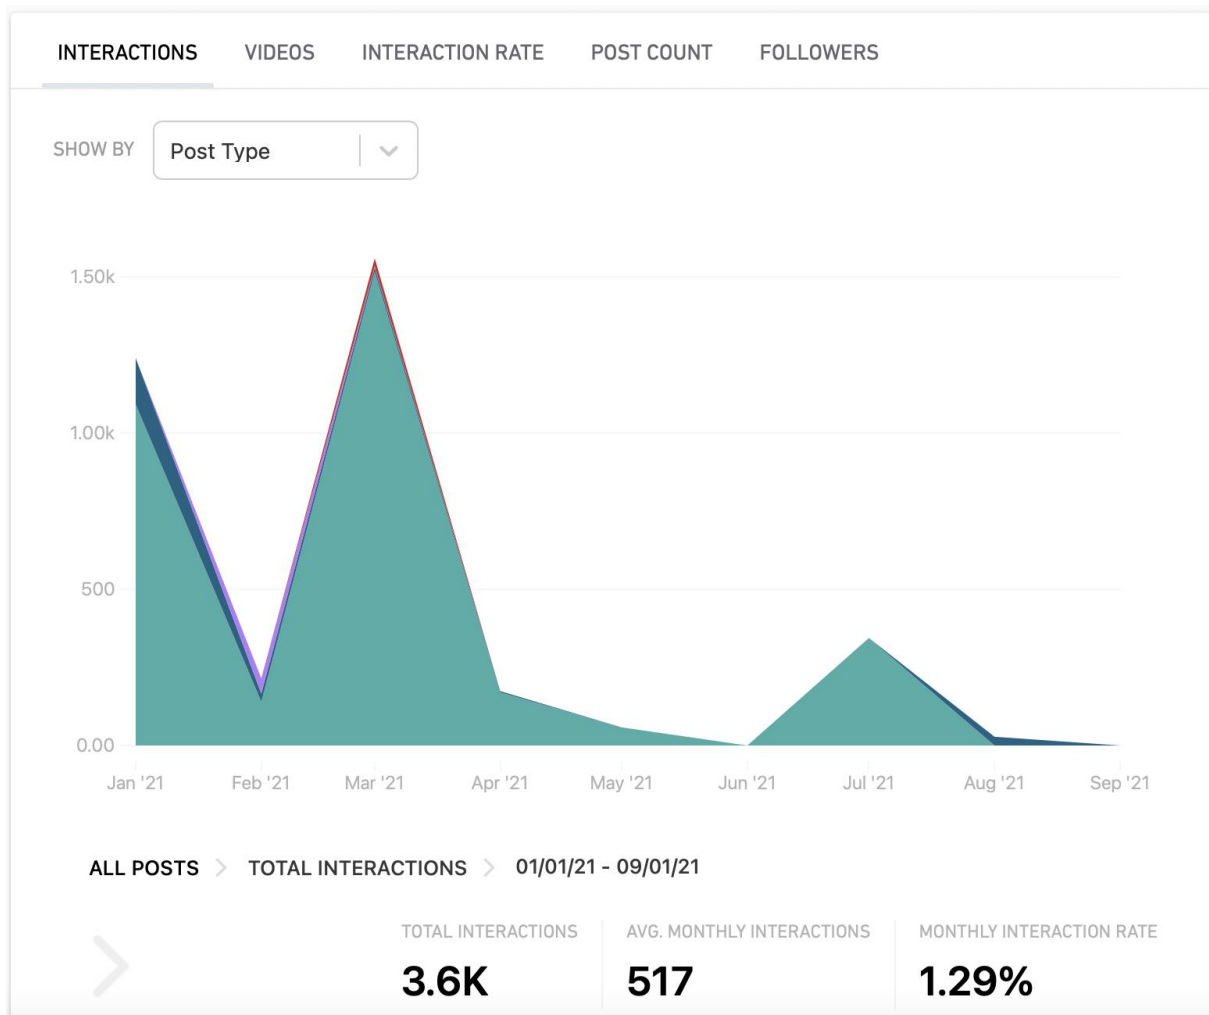 INTERACTIONS VIDEOS INTERACTION RATE POST COUNT FOLLOWERS
SHOW BY Post Type
1.50k
1.00k
500
0.00
Jan '21 Feb '21 Mar '21 Apr '21 May '21 Jun '21 Jul '21 Aug '21 Sep '21
ALL POSTS TOTAL INTERACTIONS 01/01/21 - 09/01/21
TOTAL INTERACTIONS AVG. MONTHLY INTERACTIONS MONTHLY INTERACTION RATE
3.6K 517 1.29%